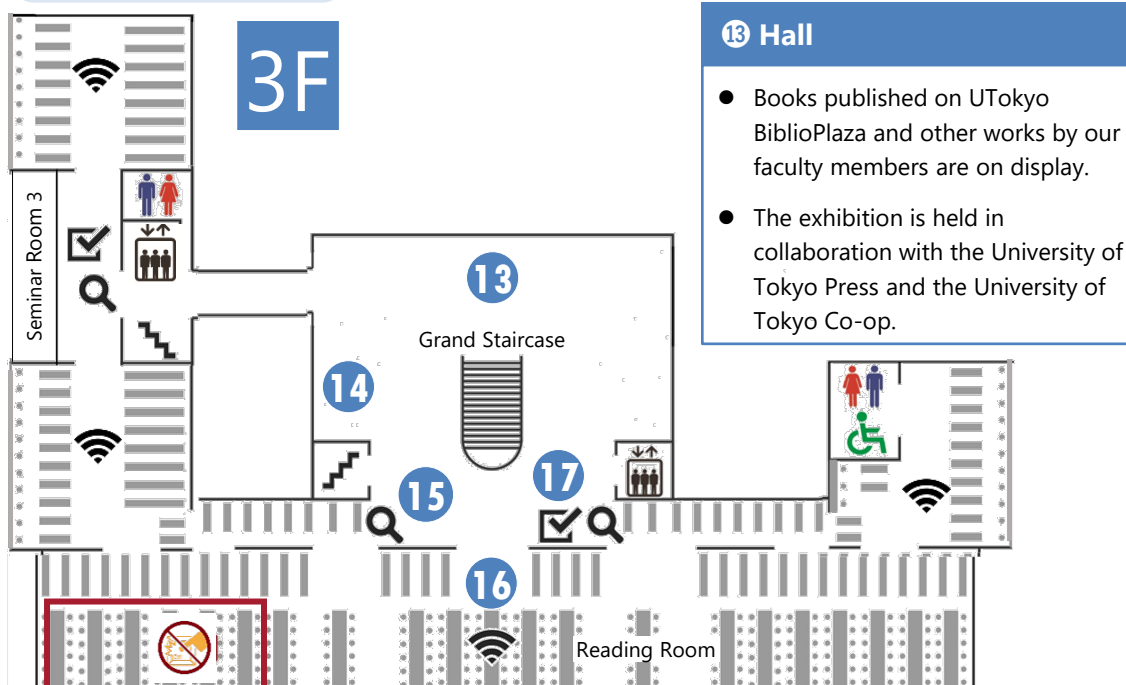 3F
⓭ Hall
● Books published on UTokyo
BiblioPlaza and other works by our
faculty members are on display.
● The exhibition is held in
collaboration with the University of
Tokyo Press and the University of
Tokyo Co-op.
Seminar Room 3
13
Grand Staircase
14
15
17
16
Reading Room